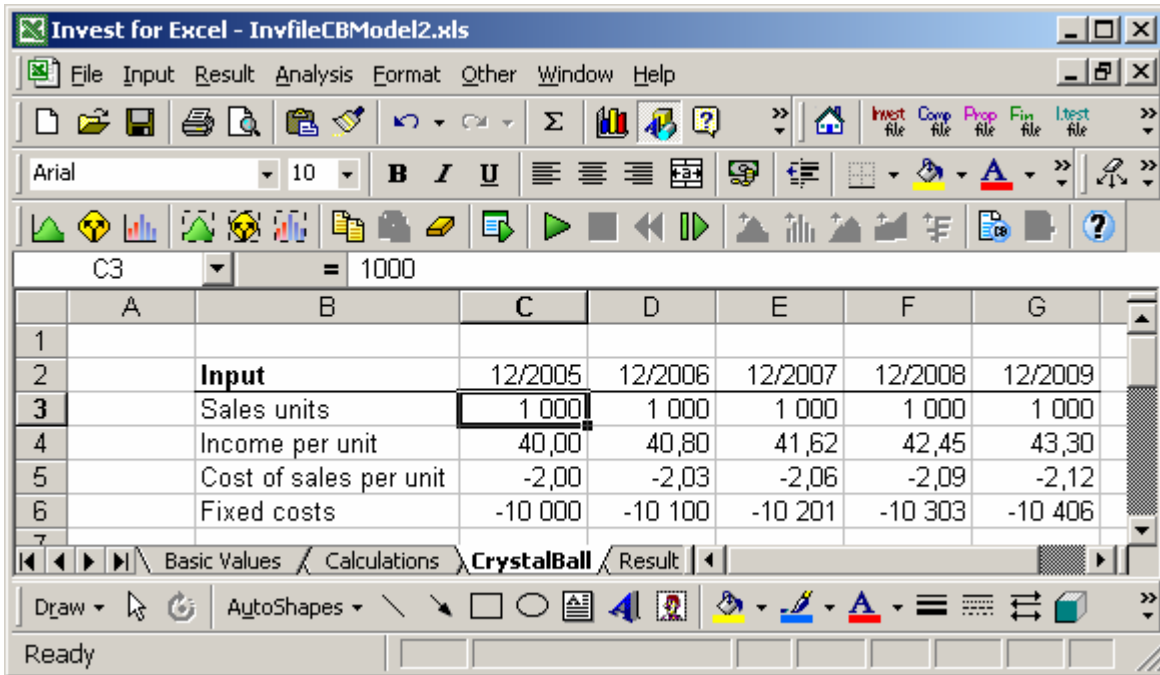 Invest for Excel - InvfileCBModel2.xls
File Input Result Analysis Format Other Window Help
Invest file Comp file Prop file Fin file I.test file
Arial 10 B I U A
C3 = 1000
A B C D E F G
1
2 Input 12/2005 12/2006 12/2007 12/2008 12/2009
3 Sales units 1 000 1 000 1 000 1 000 1 000
4 Income per unit 40,00 40,80 41,62 42,45 43,30
5 Cost of sales per unit -2,00 -2,03 -2,06 -2,09 -2,12
6 Fixed costs -10 000 -10 100 -10 201 -10 303 -10 406
7
Basic Values Calculations CrystalBall Result
Draw AutoShapes A
Ready